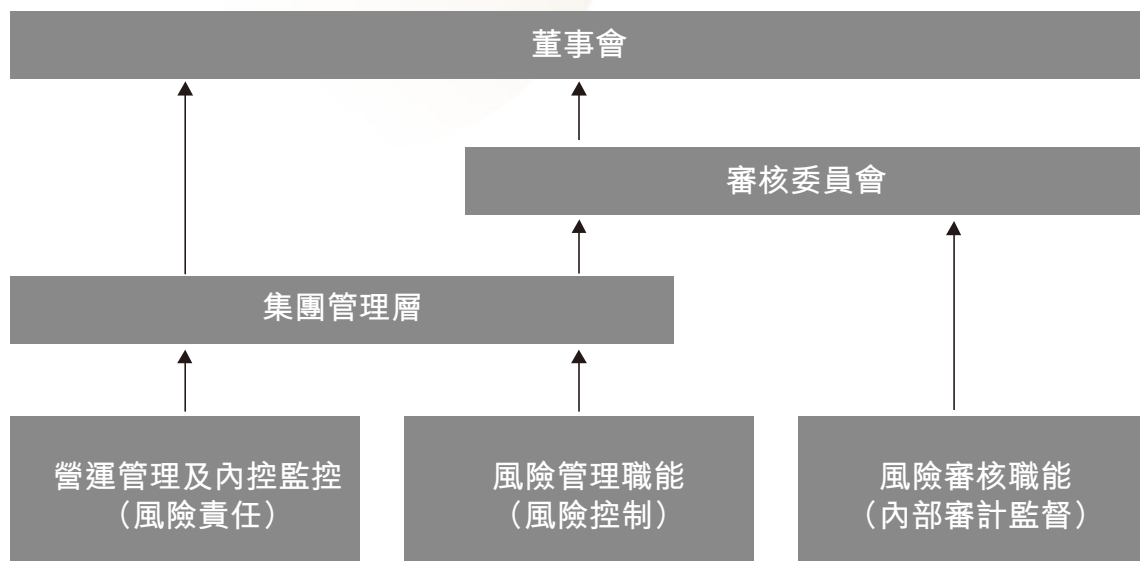 董事會
審核委員會
集團管理層
營運管理及內控監控
（風險責任）
風險管理職能
（風險控制）
風險審核職能
（內部審計監督）